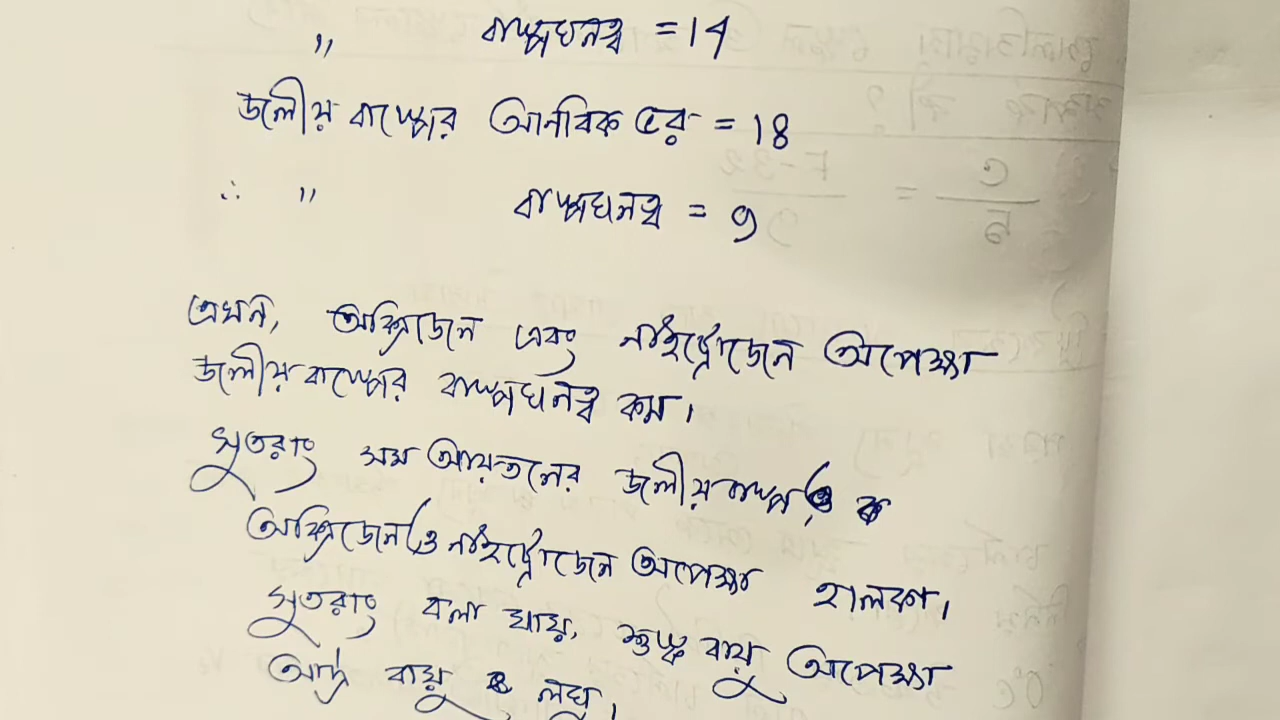 " বাষ্পঘনত্ব = 14
জলীয় বাষ্পের আনবিক ভর = 18
∴ " বাষ্পঘনত্ব = 9
এখন, অক্সিজেন এবং নাইট্রোজেন অপেক্ষা
জলীয় বাষ্পের বাষ্পঘনত্ব কম।
সুতরাং সম আয়তনের জলীয় বাষ্প
অক্সিজেন ও নাইট্রোজেন অপেক্ষা হালকা।
সুতরাং বলা যায়, শুষ্ক বায়ু অপেক্ষা
আর্দ্র বায়ু লঘু।